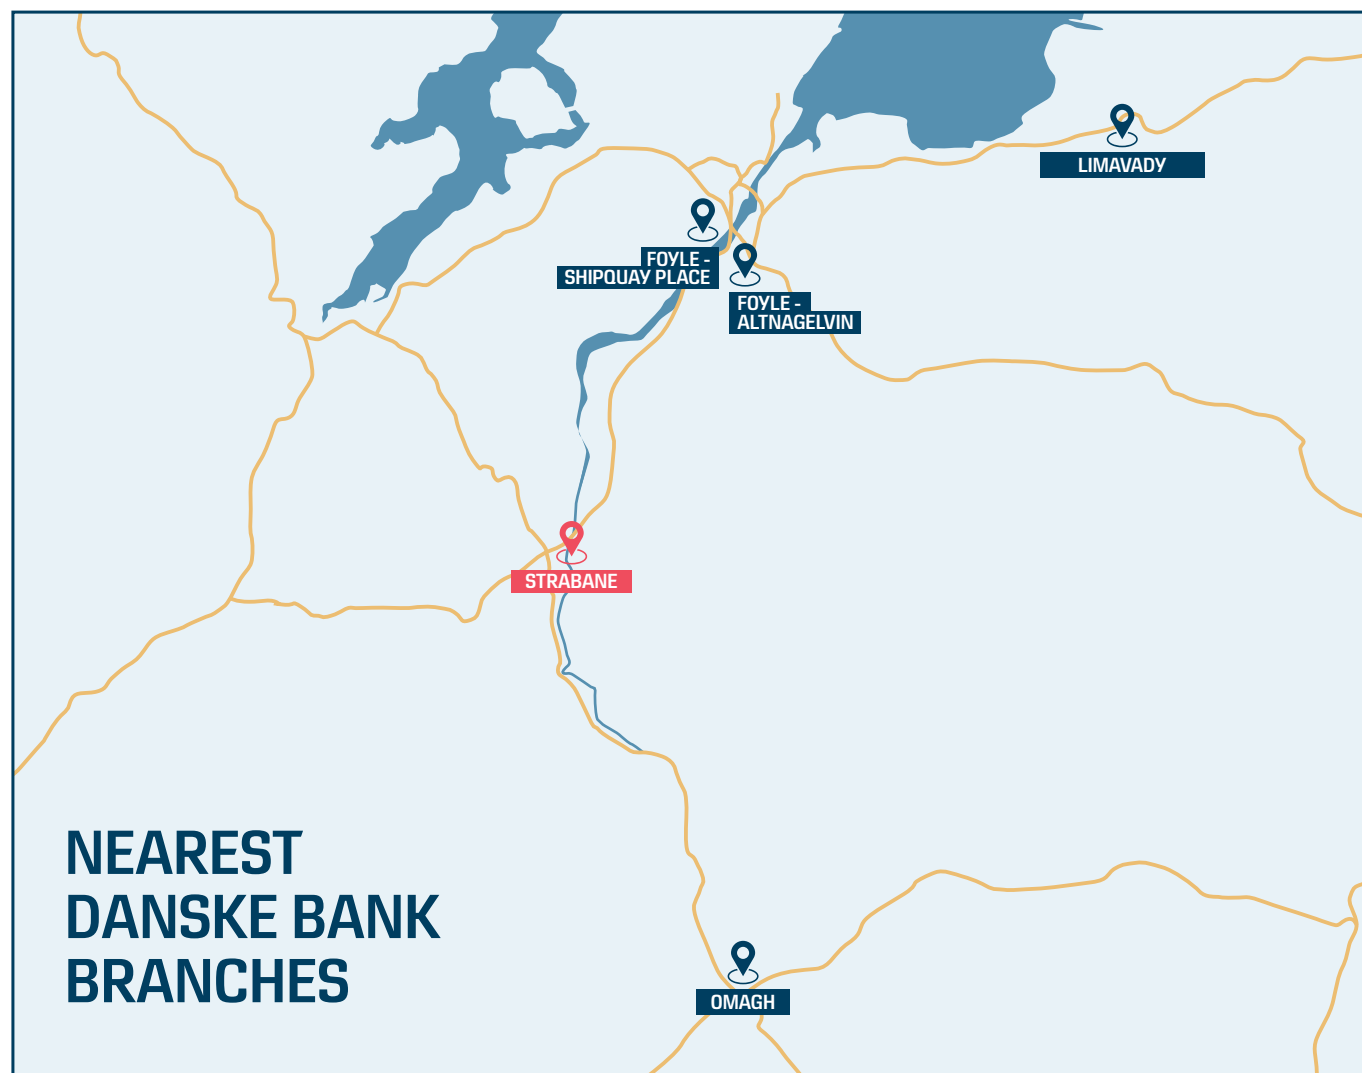 LIMAVADY
FOYLE -
SHIPQUAY PLACE
FOYLE -
ALTNAGELVIN
STRABANE
NEAREST
DANSKE BANK
BRANCHES
OMAGH